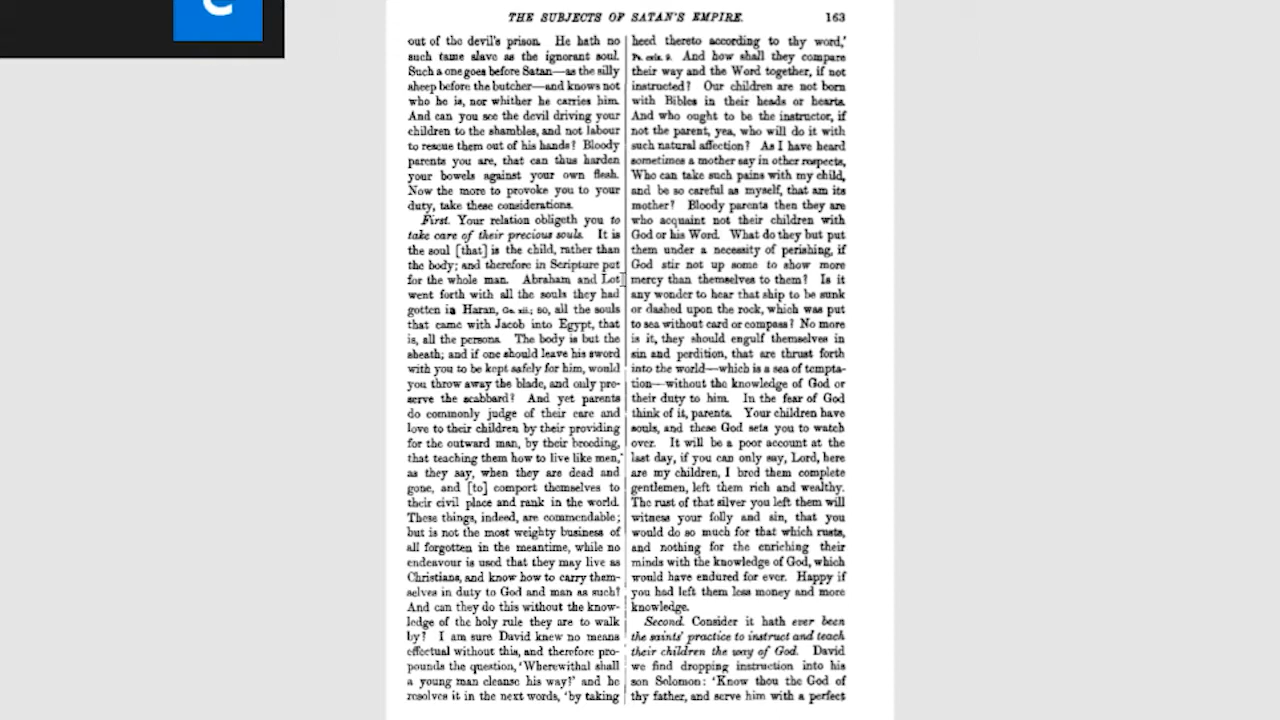 C
THE SUBJECTS OF SATAN'S EMPIRE. 163
out of the devil's prison. He hath no
such tame slave as the ignorant soul.
Such a one goes before Satan—as the silly
sheep before the butcher—and knows not
who he is, nor whither he carries him.
And can you see the devil driving your
children to the shambles, and not labour
to rescue them out of his hands? Bloody
parents you are, that can thus harden
your bowels against your own flesh.
Now the more to provoke you to your
duty, take these considerations.
First. Your relation obligeth you to
take care of their precious souls. It is
the soul [that] is the child, rather than
the body; and therefore in Scripture put
for the whole man. Abraham and Lot
went forth with all the souls they had
gotten in Haran, Ge. xii.; so, all the souls
that came with Jacob into Egypt, that
is, all the persons. The body is but the
sheath; and if one should leave his sword
with you to be kept safely for him, would
you throw away the blade, and only pre-
serve the scabbard? And yet parents
do commonly judge of their care and
love to their children by their providing
for the outward man, by their breeding,
that teaching them how to live like men,'
as they say, when they are dead and
gone, and [to] comport themselves to
their civil place and rank in the world.
These things, indeed, are commendable;
but is not the most weighty business of
all forgotten in the meantime, while no
endeavour is used that they may live as
Christians, and know how to carry them-
selves in duty to God and man as such?
And can they do this without the know-
ledge of the holy rule they are to walk
by? I am sure David knew no means
effectual without this, and therefore pro-
pounds the question, 'Wherewithal shall
a young man cleanse his way?' and he
resolves it in the next words, 'by taking
heed thereto according to thy word,'
Ps. cxix. 9. And how shall they compare
their way and the Word together, if not
instructed? Our children are not born
with Bibles in their heads or hearts.
And who ought to be the instructor, if
not the parent, yea, who will do it with
such natural affection? As I have heard
sometimes a mother say in other respects,
Who can take such pains with my child,
and be so careful as myself, that am its
mother? Bloody parents then they are
who acquaint not their children with
God or his Word. What do they but put
them under a necessity of perishing, if
God stir not up some to show more
mercy than themselves to them? Is it
any wonder to hear that ship to be sunk
or dashed upon the rock, which was put
to sea without card or compass? No more
is it, they should engulf themselves in
sin and perdition, that are thrust forth
into the world—which is a sea of tempta-
tion—without the knowledge of God or
their duty to him. In the fear of God
think of it, parents. Your children have
souls, and these God sets you to watch
over. It will be a poor account at the
last day, if you can only say, Lord, here
are my children, I bred them complete
gentlemen, left them rich and wealthy.
The rust of that silver you left them will
witness your folly and sin, that you
would do so much for that which rusts,
and nothing for the enriching their
minds with the knowledge of God, which
would have endured for ever. Happy if
you had left them less money and more
knowledge.
Second. Consider it hath ever been
the saints' practice to instruct and teach
their children the way of God. David
we find dropping instruction into his
son Solomon: 'Know thou the God of
thy father, and serve him with a perfect